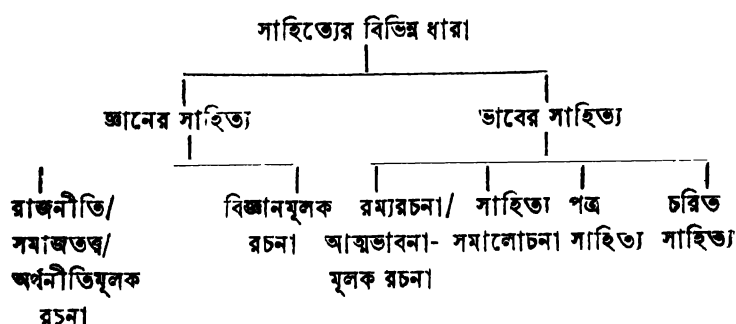 সাহিত্যের বিভিন্ন ধারা
জ্ঞানের সাহিত্য ভাবের সাহিত্য
রাজনীতি/ বিজ্ঞানমূলক রম্যরচনা/ সাহিত্য পত্র চরিত
সমাজতত্ত্ব/ রচনা আত্মভাবনা- সমালোচনা সাহিত্য সাহিত্য
অর্থনীতিমূলক মূলক রচনা
রচনা